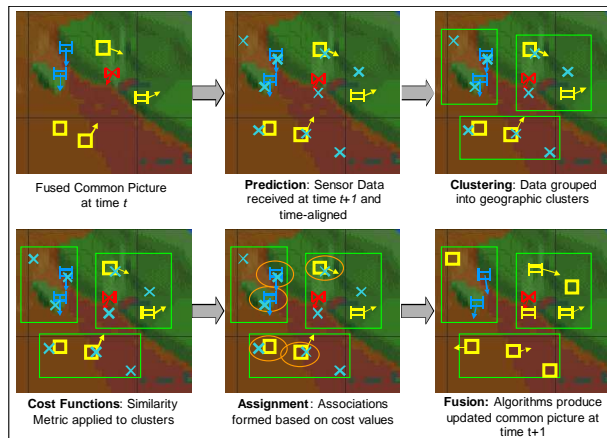 Fused Common Picture
at time t
Prediction: Sensor Data
received at time t+1 and
time-aligned
Clustering: Data grouped
into geographic clusters
Cost Functions: Similarity
Metric applied to clusters
Assignment: Associations
formed based on cost values
Fusion: Algorithms produce
updated common picture at
time t+1